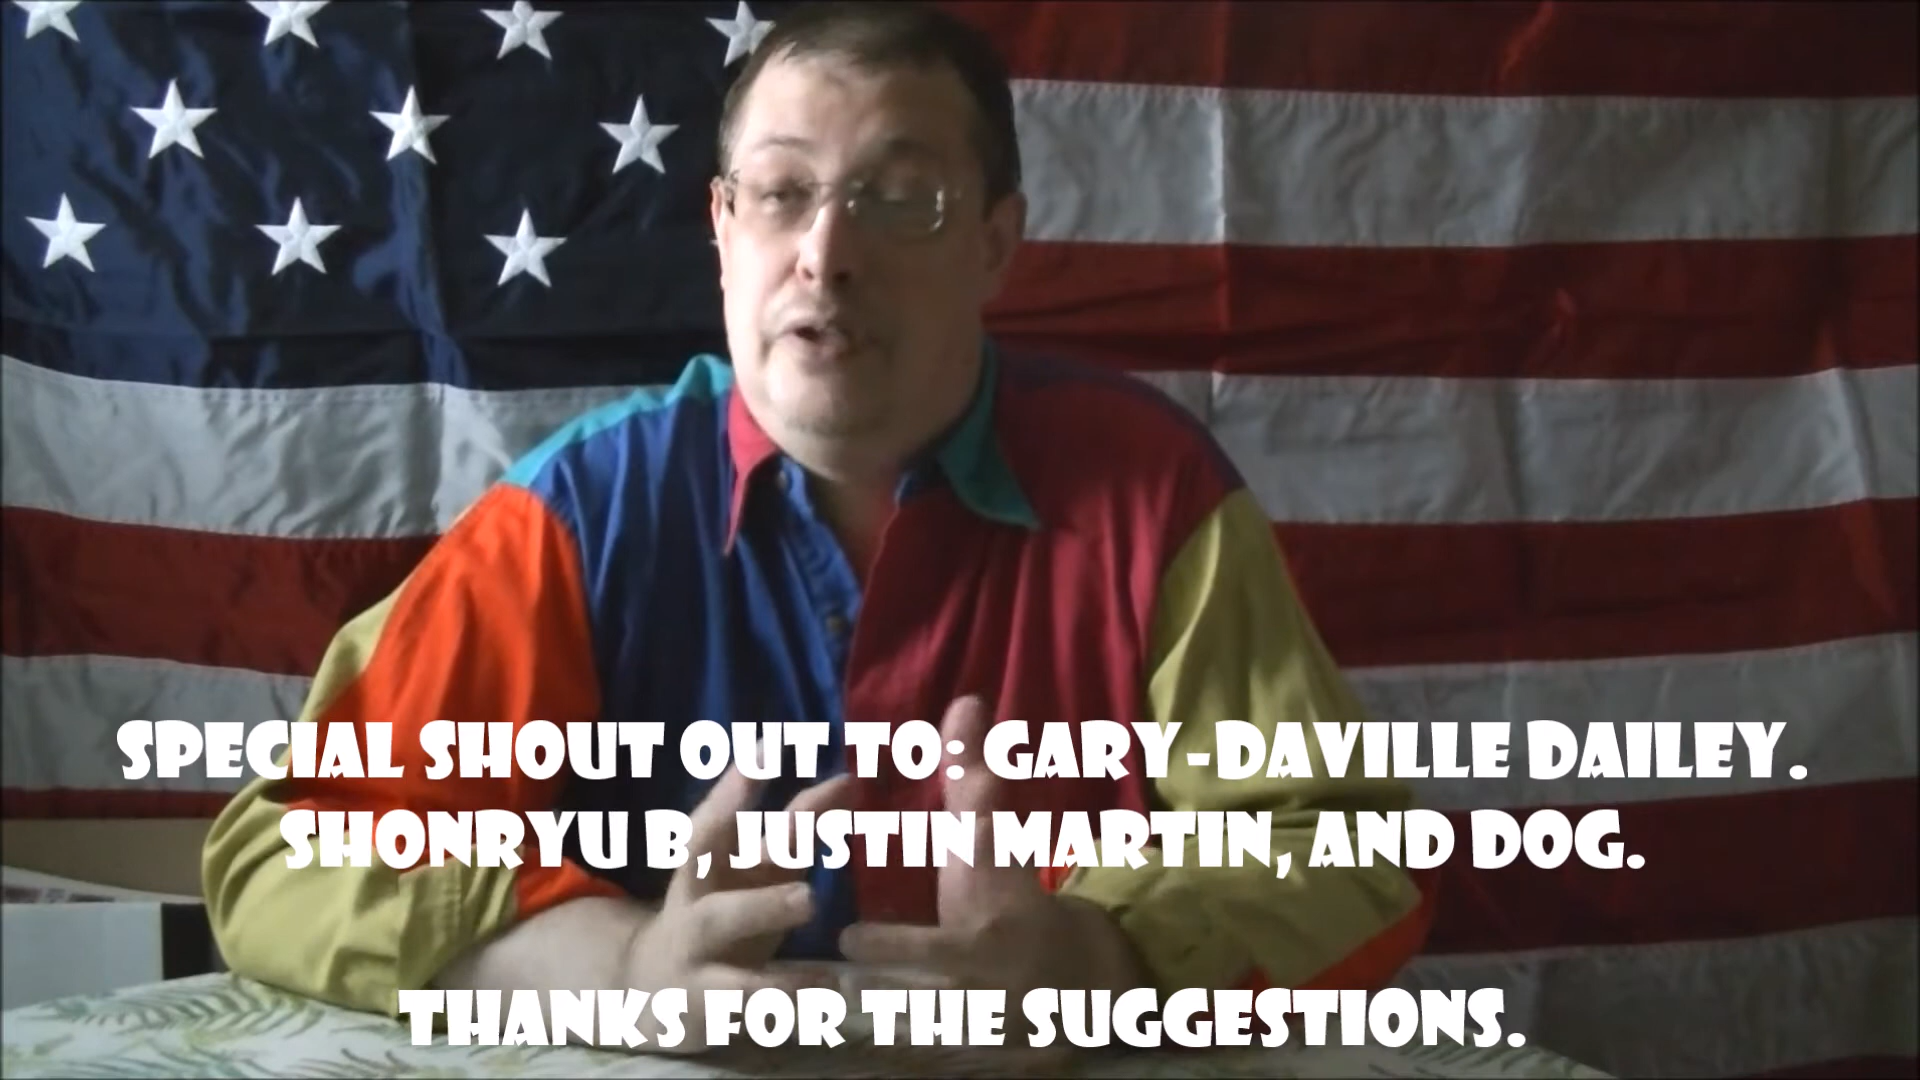 SPECIAL SHOUT OUT TO: GARY-DAVILLE DAILEY.
SHONRYU B, JUSTIN MARTIN, AND DOG.
THANKS FOR THE SUGGESTIONS.